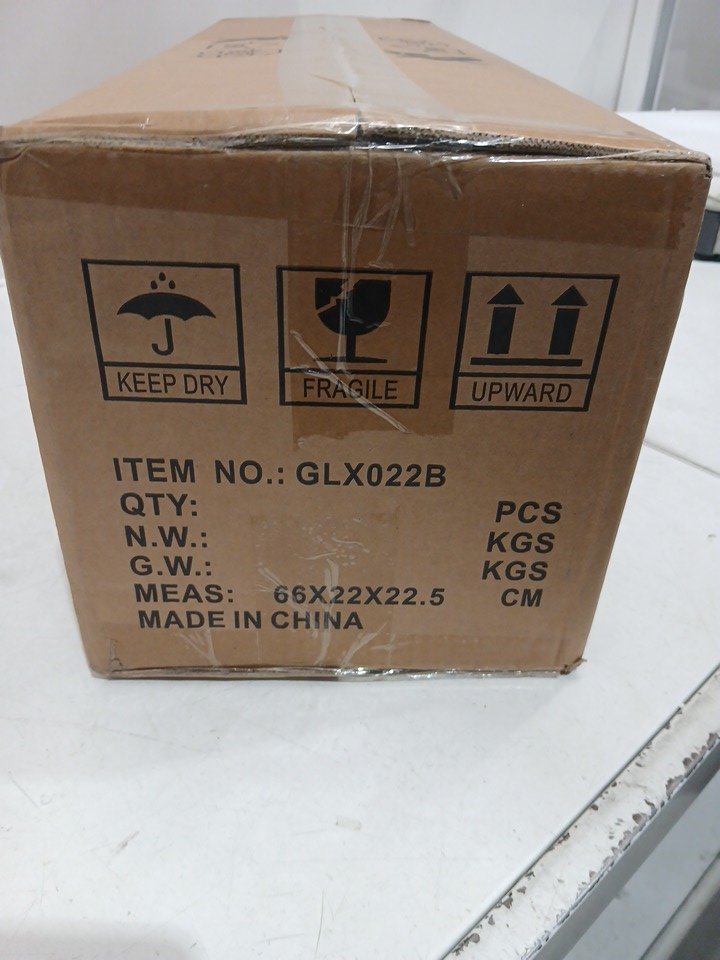 KEEP DRY
FRAGILE
UPWARD
ITEM NO.: GLX022B
QTY: PCS
N.W.: KGS
G.W.: KGS
MEAS: 66X22X22.5 CM
MADE IN CHINA